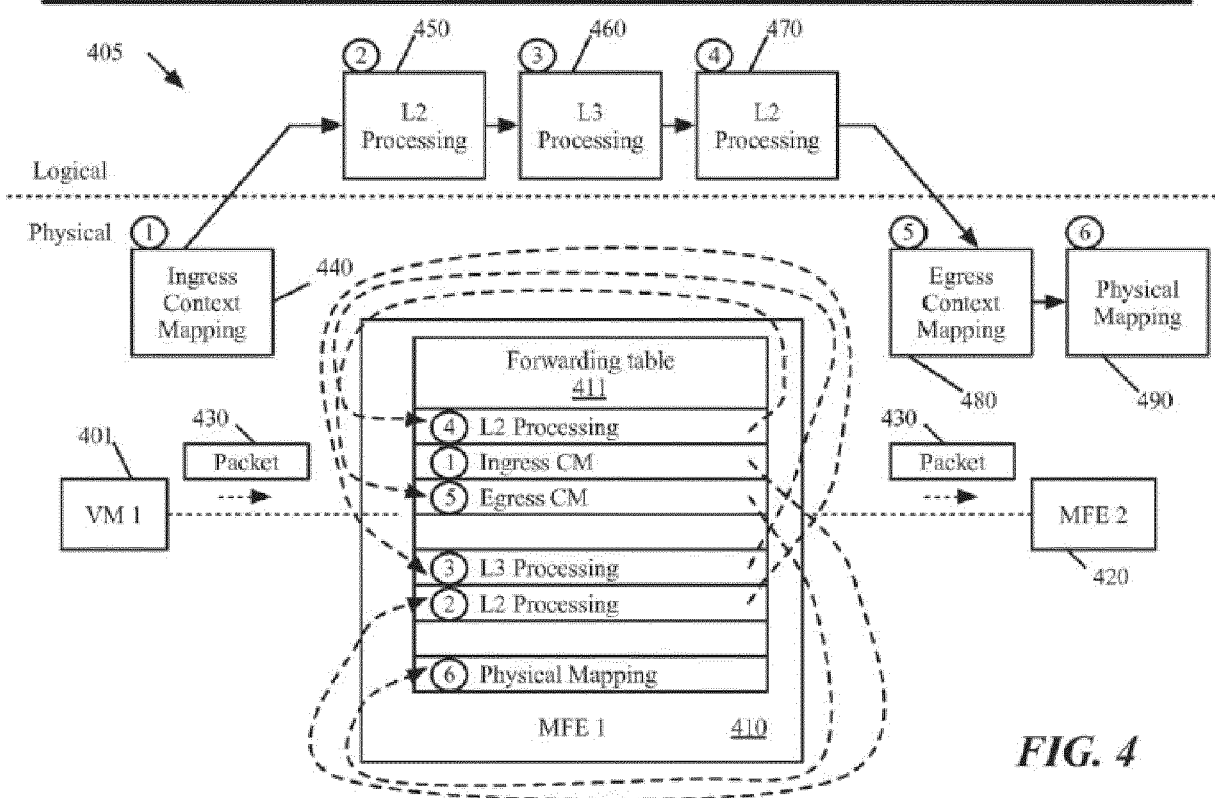 405
2
450
3
460
4
470
L2
Processing
L3
Processing
L2
Processing
Logical
Physical
1
Ingress
Context
Mapping
440
5
Egress
Context
Mapping
480
6
Physical
Mapping
490
Forwarding table
411
4 L2 Processing
1 Ingress CM
5 Egress CM
3 L3 Processing
2 L2 Processing
6 Physical Mapping
MFE 1 410
401
VM 1
430
Packet
430
Packet
MFE 2
420
FIG. 4